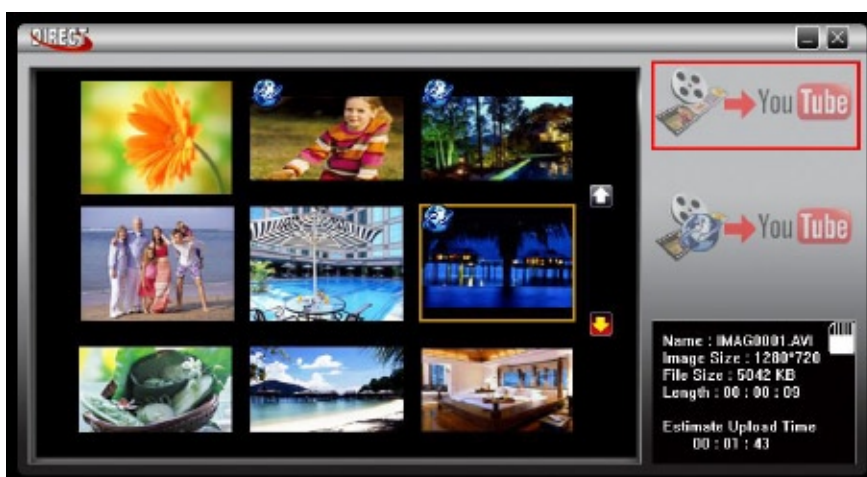 DIRECT
You Tube
You Tube
Name : IMAG0001.AVI
Image Size : 1280*720
File Size : 5042 KB
Length : 00 : 00 : 09
Estimate Upload Time
00 : 01 : 43